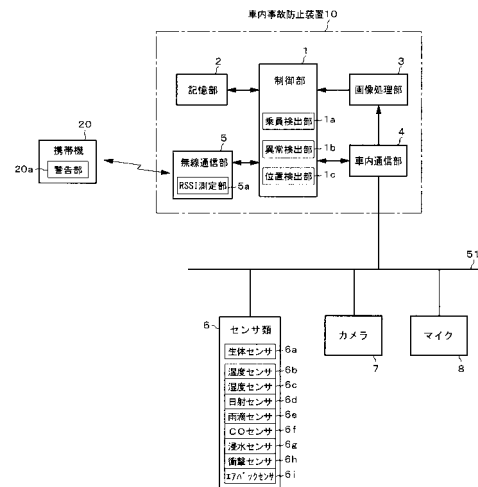 車内事故防止装置10
1
制御部
2
記憶部
3
画像処理部
乗員検出部 1a
異常検出部 1b
位置検出部 1c
4
車内通信部
5
無線通信部
RSSI測定部 5a
20
携帯機
20a 警告部
51
6 センサ類
生体センサ 6a
温度センサ 6b
湿度センサ 6c
日射センサ 6d
雨滴センサ 6e
COセンサ 6f
浸水センサ 6g
衝撃センサ 6h
エアバックセンサ 6i
カメラ
7
マイク
8